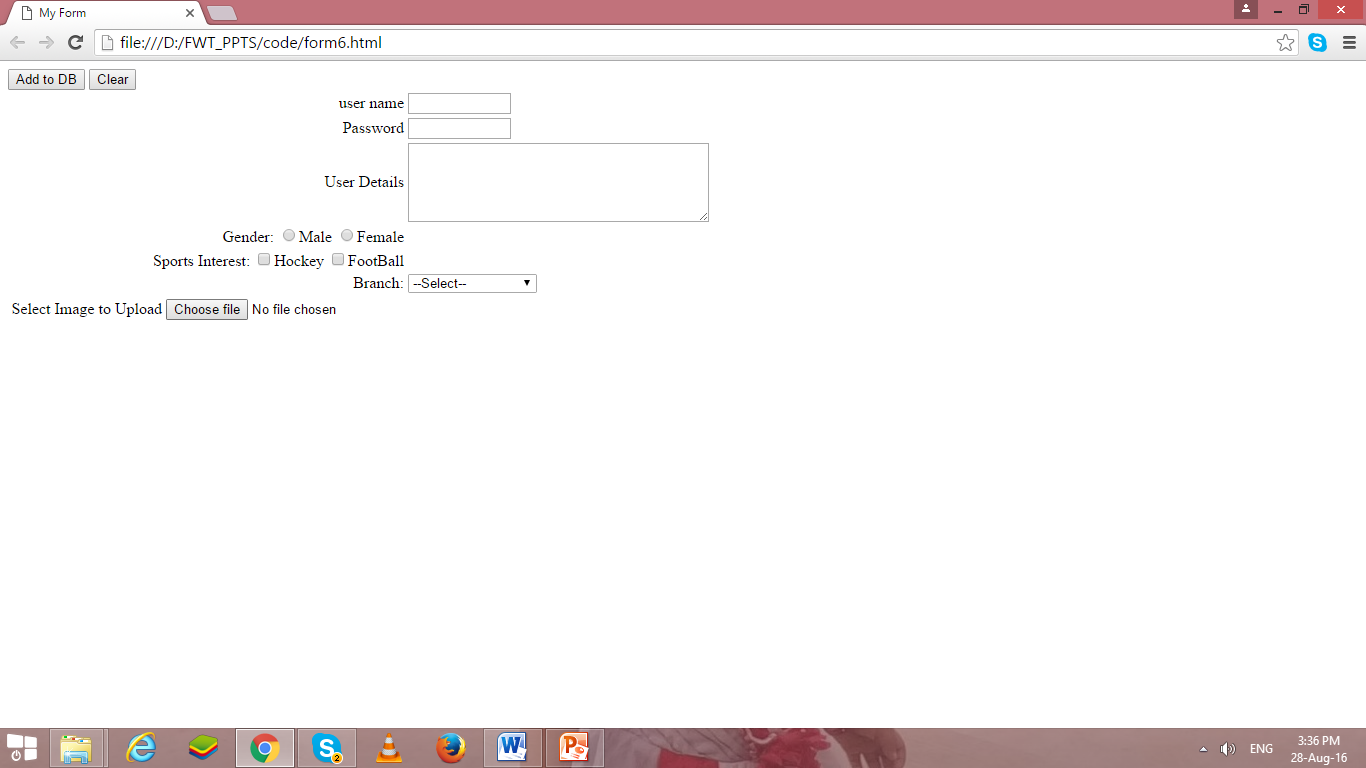 My Form
file:///D:/FWT_PPTS/code/form6.html
Add to DB Clear
user name
Password
User Details
Gender: Male Female
Sports Interest: Hockey FootBall
Branch: --Select--
Select Image to Upload Choose file No file chosen
S
S 2 W P ENG 3:36 PM
28-Aug-16